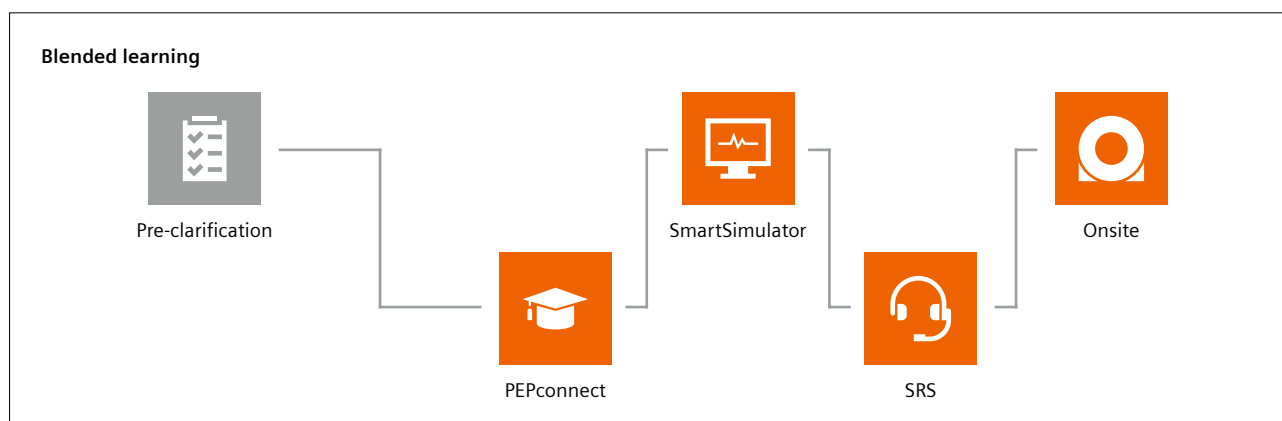 Blended learning
Pre-clarification
SmartSimulator
Onsite
PEPconnect
SRS